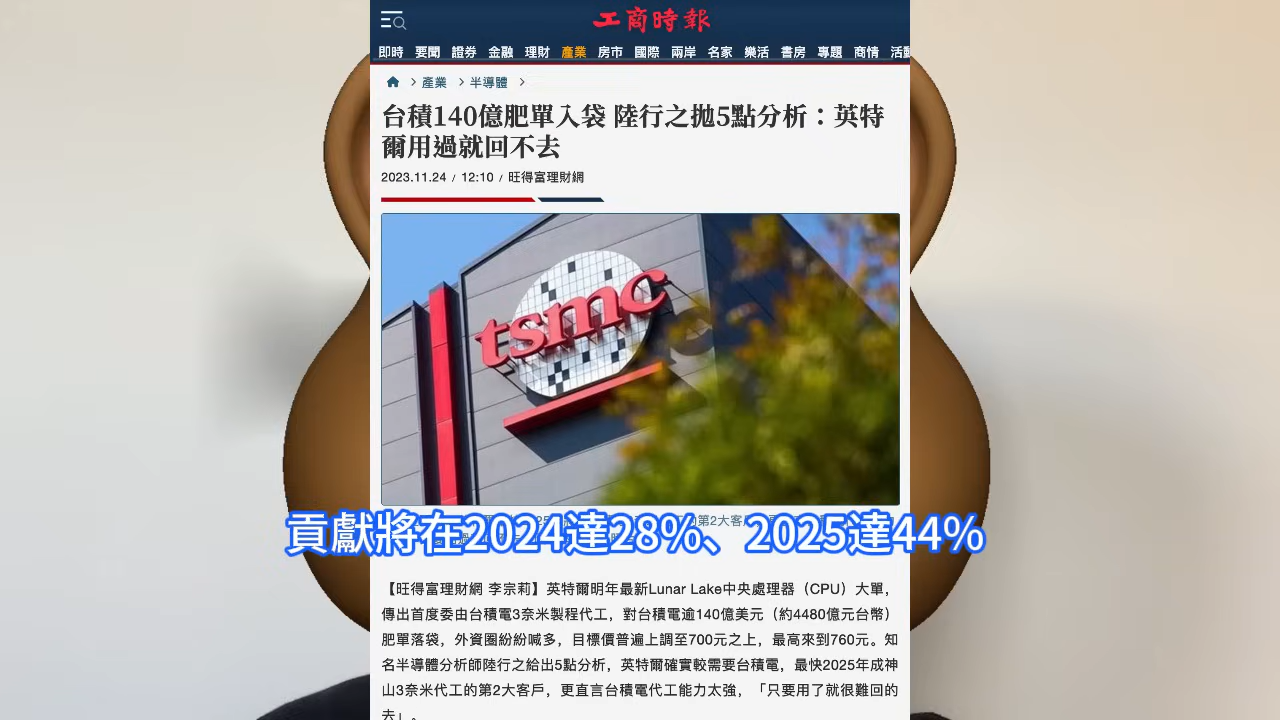 工商時報
即時 要聞 證券 金融 理財 產業 房市 國際 兩岸 名家 樂活 書房 專題 商情 活動
產業 半導體
台積140億肥單入袋 陸行之拋5點分析：英特
爾用過就回不去
2023.11.24 / 12:10 / 旺得富理財網
tsmc
第2大客
貢獻將在2024達28%、2025達44%
【旺得富理財網 李宗莉】英特爾明年最新Lunar Lake中央處理器（CPU）大單，
傳出首度委由台積電3奈米製程代工，對台積電逾140億美元（約4480億元台幣）
肥單落袋，外資圈紛紛喊多，目標價普遍上調至700元之上，最高來到760元。知
名半導體分析師陸行之給出5點分析，英特爾確實較需要台積電，最快2025年成神
山3奈米代工的第2大客戶，更直言台積電代工能力太強，「只要用了就很難回的
去」。